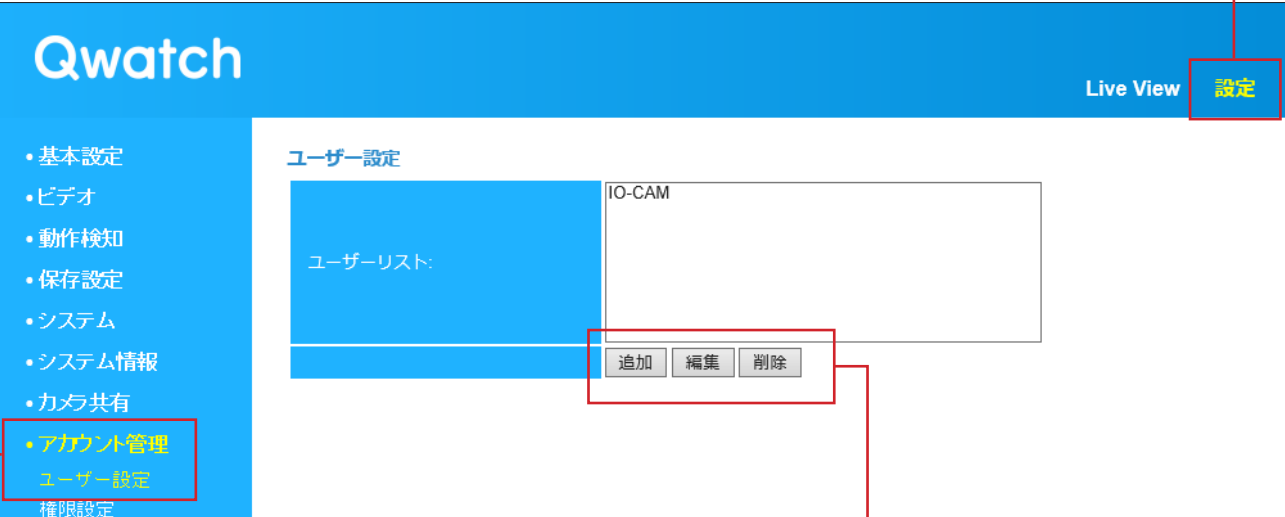 Qwatch
Live View 設定
・基本設定
・ビデオ
・動作検知
・保存設定
・システム
・システム情報
・カメラ共有
・アカウント管理
ユーザー設定
権限設定
ユーザー設定
ユーザーリスト:
IO-CAM
追加 編集 削除